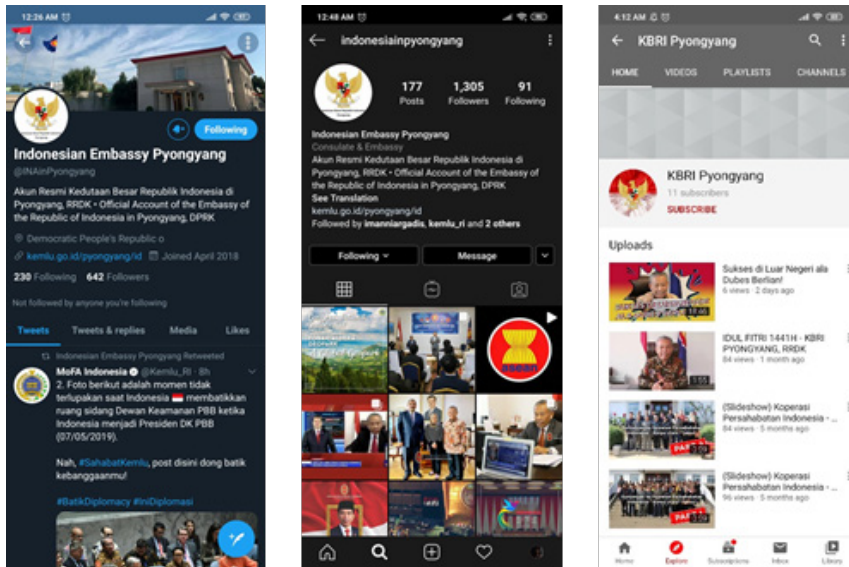 12:26 AM
Following
Indonesian Embassy Pyongyang
@INAinPyongyang
Akun Resmi Kedutaan Besar Republik Indonesia di
Pyongyang, RRDK • Official Account of the Embassy of
the Republic of Indonesia in Pyongyang, DPRK
Democratic People's Republic o
kemlu.go.id/pyongyang/id Joined April 2018
230 Following 642 Followers
Not followed by anyone you're following
Tweets Tweets & replies Media Likes
Indonesian Embassy Pyongyang Retweeted
MoFA Indonesia @Kemlu_RI · 8h
2. Foto berikut adalah momen tidak
terlupakan saat Indonesia membatikkan
ruang sidang Dewan Keamanan PBB ketika
Indonesia menjadi Presiden DK PBB
(07/05/2019).
Nah, #SahabatKemlu, post disini dong batik
kebanggaanmu!
#BatikDiplomacy #IniDiplomasi
12:48 AM
indonesiainpyongyang
177 1,305 91
Posts Followers Following
Indonesian Embassy Pyongyang
Consulate & Embassy
Akun Resmi Kedutaan Besar Republik Indonesia di
Pyongyang, RRDK • Official Account of the Embassy of
the Republic of Indonesia in Pyongyang, DPRK
See Translation
kemlu.go.id/pyongyang/id
Followed by imanniargadis, kemlu_ri and 2 others
Following Message
asean
4:12 AM
KBRI Pyongyang
HOME VIDEOS PLAYLISTS CHANNELS
KBRI Pyongyang
11 subscribers
SUBSCRIBE
Uploads
Sukses di Luar Negeri ala
Dubes Berlian!
6 views · 2 days ago
18:46
IDUL FITRI 1441H - KBRI
PYONGYANG, RRDK
84 views · 1 month ago
1:55
(Slideshow) Koperasi
Persahabatan Indonesia - ...
84 views · 5 months ago
(Slideshow) Koperasi
Persahabatan Indonesia - ...
96 views · 5 months ago
Home Explore Subscriptions Inbox Library